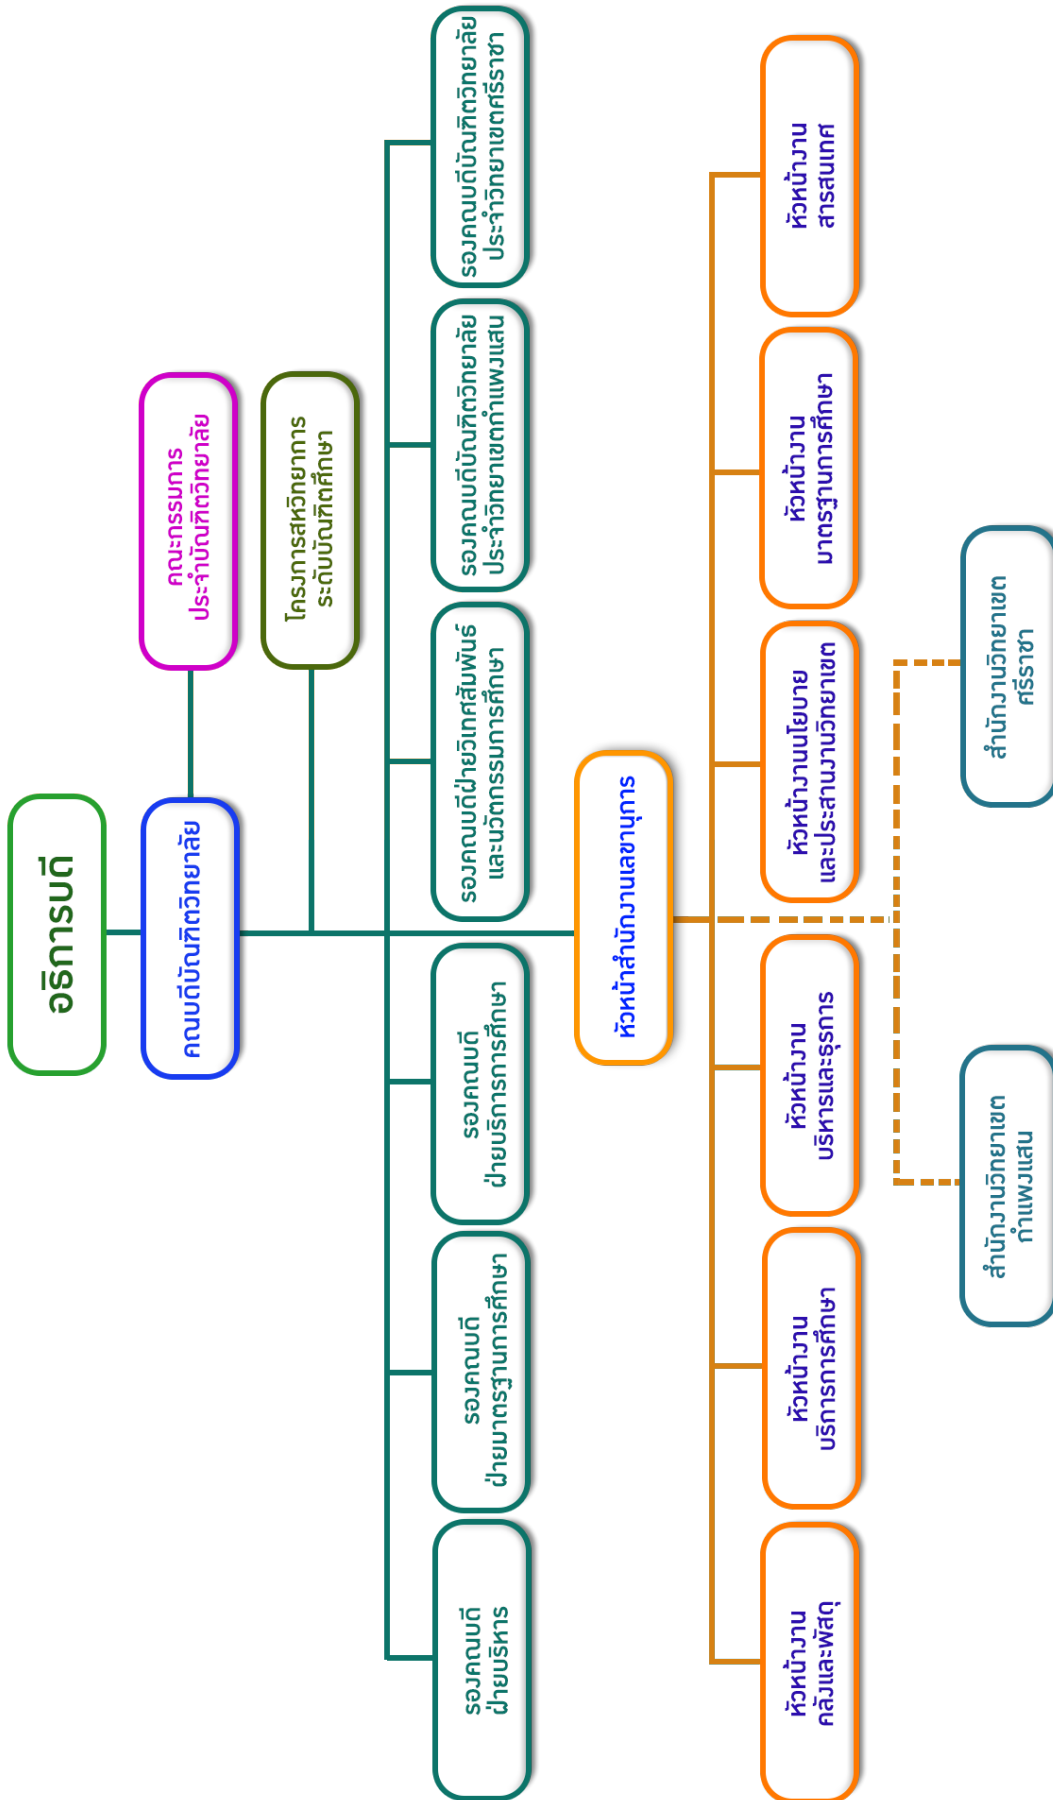 อธิการบดี
คณบดีบัณฑิตวิทยาลัย
คณะกรรมการ
ประจำบัณฑิตวิทยาลัย
โครงการสหวิทยาการ
ระดับบัณฑิตศึกษา
รองคณบดี
ฝ่ายบริหาร
รองคณบดี
ฝ่ายมาตรฐานการศึกษา
รองคณบดี
ฝ่ายบริการการศึกษา
รองคณบดีฝ่ายวิเทศสัมพันธ์
และนวัตกรรมการศึกษา
รองคณบดีบัณฑิตวิทยาลัย
ประจำวิทยาเขตกำแพงแสน
รองคณบดีบัณฑิตวิทยาลัย
ประจำวิทยาเขตศรีราชา
หัวหน้าสำนักงานเลขานุการ
หัวหน้างาน
คลังและพัสดุ
หัวหน้างาน
บริการการศึกษา
หัวหน้างาน
บริหารและธุรการ
หัวหน้างานนโยบาย
และประสานงานวิทยาเขต
หัวหน้างาน
มาตรฐานการศึกษา
หัวหน้างาน
สารสนเทศ
สำนักงานวิทยาเขต
กำแพงแสน
สำนักงานวิทยาเขต
ศรีราชา